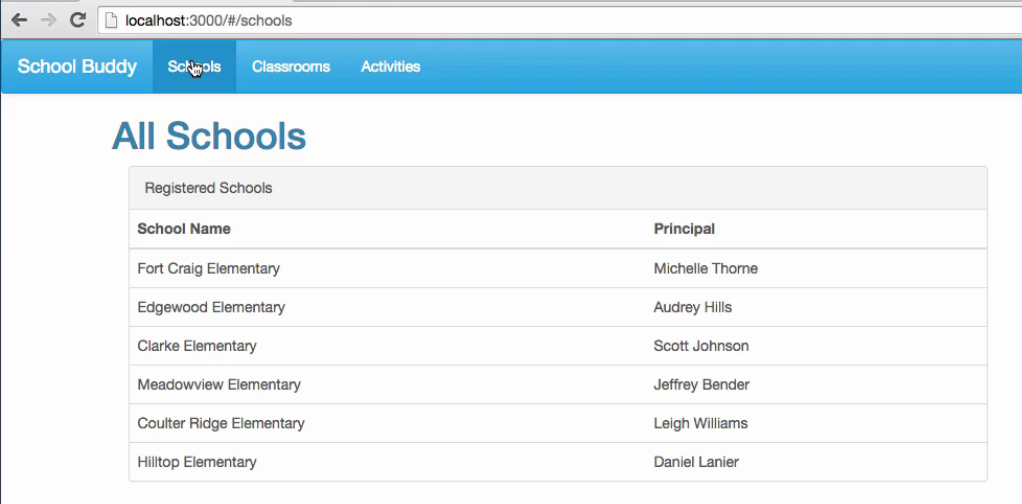 localhost:3000/#/schools
School Buddy Schools Classrooms Activities
All Schools
Registered Schools
School Name Principal
Fort Craig Elementary Michelle Thorne
Edgewood Elementary Audrey Hills
Clarke Elementary Scott Johnson
Meadowview Elementary Jeffrey Bender
Coulter Ridge Elementary Leigh Williams
Hilltop Elementary Daniel Lanier